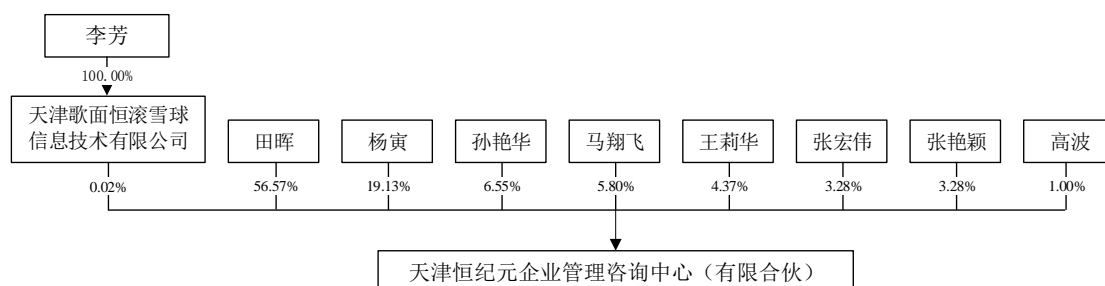 李芳
100.00%
天津歌面恒滚雪球
信息技术有限公司
田晖
杨寅
孙艳华
马翔飞
王莉华
张宏伟
张艳颖
高波
0.02%
56.57%
19.13%
6.55%
5.80%
4.37%
3.28%
3.28%
1.00%
天津恒纪元企业管理咨询中心（有限合伙）